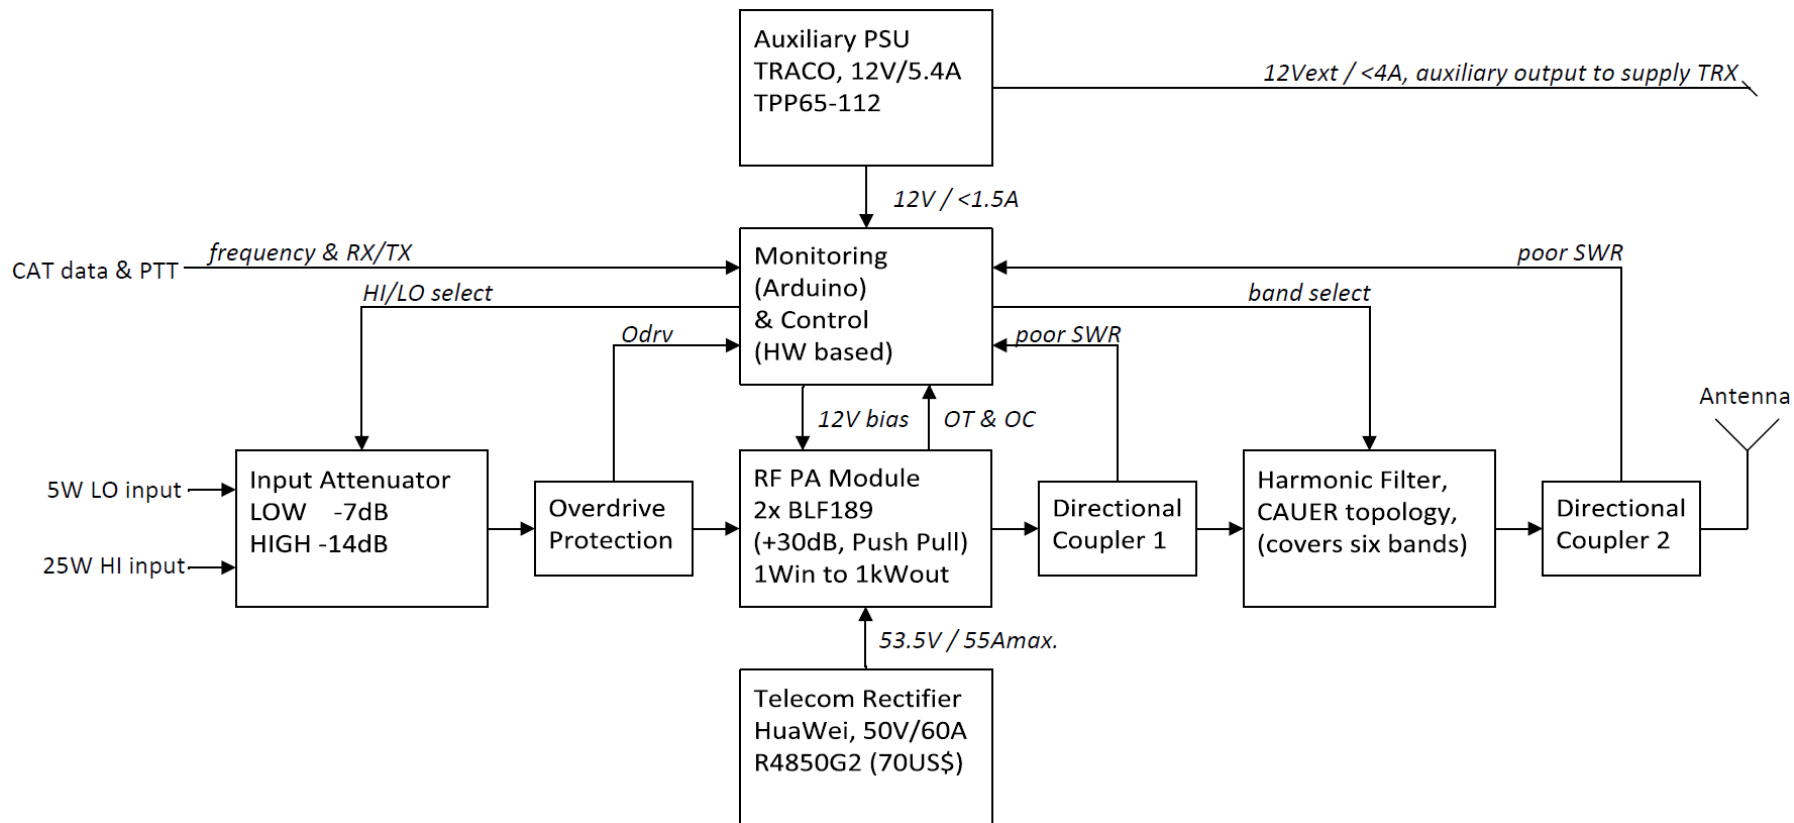 Auxiliary PSU
TRACO, 12V/5.4A
TPP65-112
12Vext / <4A, auxiliary output to supply TRX
12V / <1.5A
CAT data & PTT
frequency & RX/TX
HI/LO select
Odrv
Monitoring
(Arduino)
& Control
(HW based)
poor SWR
band select
poor SWR
12V bias
OT & OC
Antenna
5W LO input
25W HI input
Input Attenuator
LOW -7dB
HIGH -14dB
Overdrive
Protection
RF PA Module
2x BLF189
(+30dB, Push Pull)
1Win to 1kWout
Directional
Coupler 1
Harmonic Filter,
CAUER topology,
(covers six bands)
Directional
Coupler 2
53.5V / 55Amax.
Telecom Rectifier
HuaWei, 50V/60A
R4850G2 (70US$)